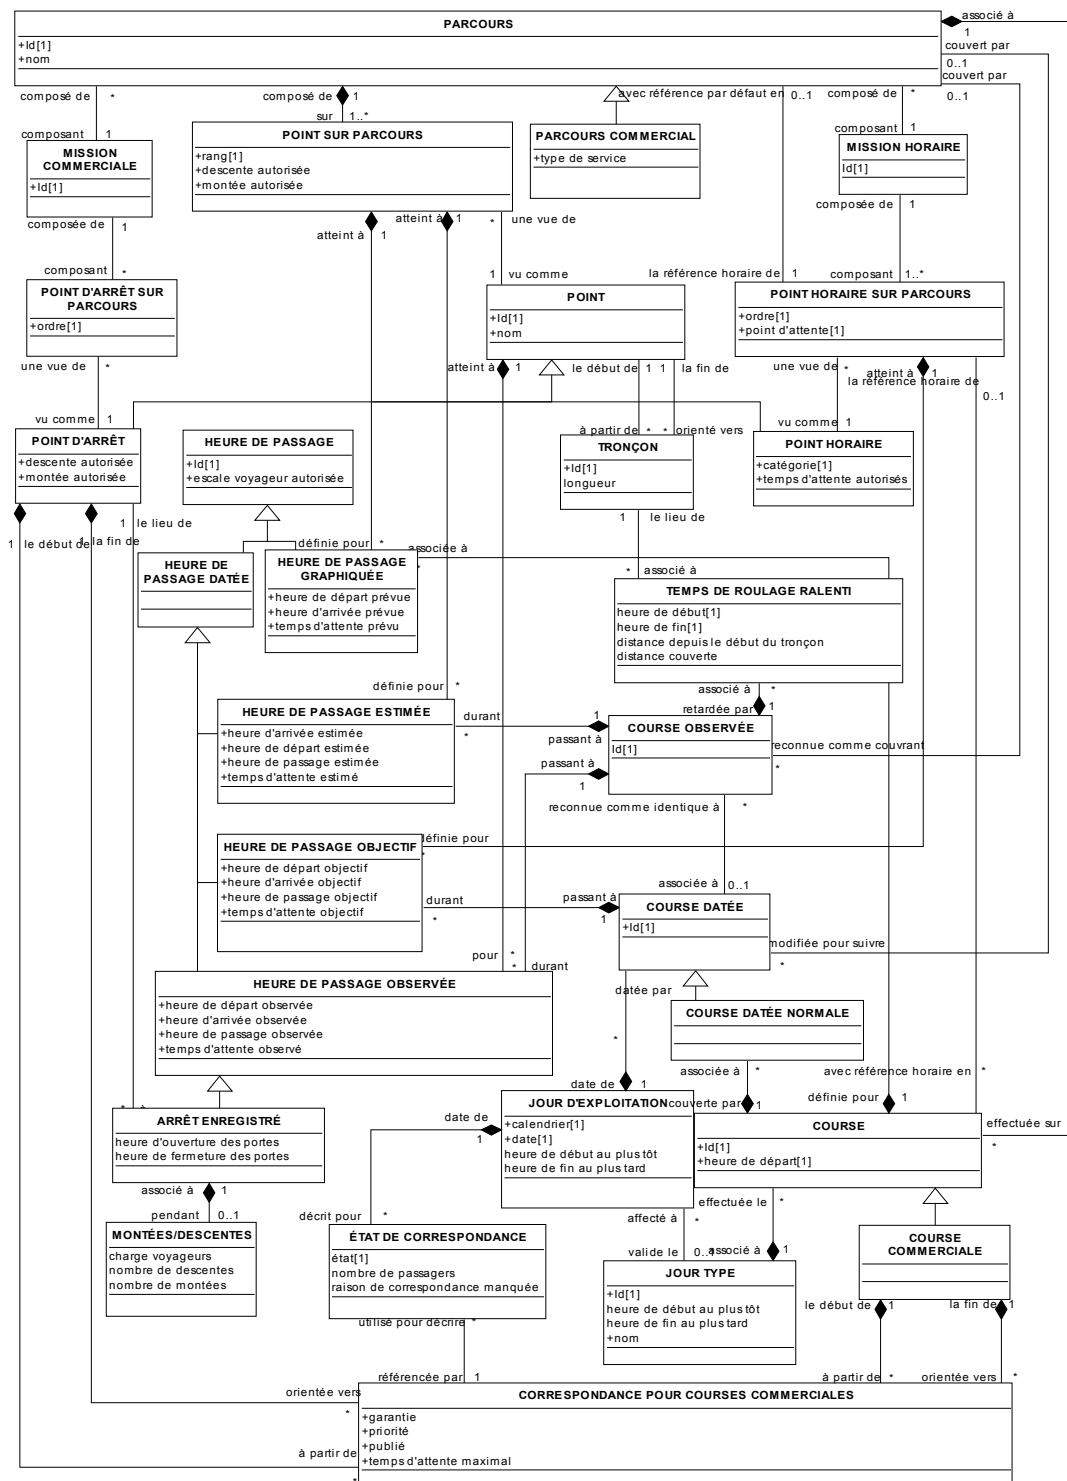 PARCOURS
+Id[1]
+nom
associé à
1
couvert par
0..1
couvert par
0..1
composé de *
composé de 1
avec référence par défaut en 0..1
composé de *
sur 1..*
composant 1
composant 1
POINT SUR PARCOURS
+rang[1]
+descente autorisée
+montée autorisée
PARCOURS COMMERCIAL
+type de service
MISSION
COMMERCIALE
+Id[1]
MISSION HORAIRE
Id[1]
composée de 1
atteint à 1
atteint à 1
* une vue de
composée de 1
composant *
1 vu comme
la référence horaire de 1
composant 1..*
POINT D'ARRÊT SUR
PARCOURS
+ordre[1]
POINT
+Id[1]
+nom
POINT HORAIRE SUR PARCOURS
+ordre[1]
+point d'attente[1]
une vue de *
atteint à 1
le début de 1
1 la fin de
une vue de *
atteint à 1
la référence horaire de
0..1
vu comme 1
à partir de *
* orienté vers
vu comme 1
POINT D'ARRÊT
+descente autorisée
+montée autorisée
HEURE DE PASSAGE
+Id[1]
+escale voyageur autorisée
TRONÇON
+Id[1]
longueur
POINT HORAIRE
+catégorie[1]
+temps d'attente autorisés
1 le début de
1 la fin de
1 le lieu de
1 le lieu de
définie pour *
associée à
*
* associé à
HEURE DE
PASSAGE DATÉE
HEURE DE PASSAGE
GRAPHIQUÉE
+heure de départ prévue
+heure d'arrivée prévue
+temps d'attente prévu
TEMPS DE ROULAGE RALENTI
heure de début[1]
heure de fin[1]
distance depuis le début du tronçon
distance couverte
définie pour *
associé à *
retardée par 1
HEURE DE PASSAGE ESTIMÉE
+heure d'arrivée estimée
+heure de départ estimée
+heure de passage estimée
+temps d'attente estimé
durant
*
1
passant à
passant à
1
COURSE OBSERVÉE
Id[1]
reconnue comme couvrant
*
reconnue comme identique à *
HEURE DE PASSAGE OBJECTIF
+heure de départ objectif
+heure d'arrivée objectif
+heure de passage objectif
+temps d'attente objectif
définie pour
*
associée à 0..1
durant
*
passant à
1
COURSE DATÉE
+Id[1]
modifiée pour suivre
*
pour *
* durant
HEURE DE PASSAGE OBSERVÉE
+heure de départ observée
+heure d'arrivée observée
+heure de passage observée
+temps d'attente observé
datée par
*
COURSE DATÉE NORMALE
date de 1
associée à *
avec référence horaire en *
couverte par 1
définie pour 1
ARRÊT ENREGISTRÉ
heure d'ouverture des portes
heure de fermeture des portes
date de
1
JOUR D'EXPLOITATION
+calendrier[1]
+date[1]
heure de début au plus tôt
heure de fin au plus tard
COURSE
+Id[1]
+heure de départ[1]
effectuée sur
*
associé à 1
pendant 0..1
décrit pour *
affecté à *
valide le 0..1
effectuée le *
associé à 1
MONTÉES/DESCENTES
charge voyageurs
nombre de descentes
nombre de montées
ÉTAT DE CORRESPONDANCE
état[1]
nombre de passagers
raison de correspondance manquée
JOUR TYPE
+Id[1]
heure de début au plus tôt
heure de fin au plus tard
+nom
COURSE
COMMERCIALE
utilisé pour décrire *
le début de 1
la fin de 1
référencée par 1
à partir de *
orientée vers *
orientée vers
*
à partir de
*
CORRESPONDANCE POUR COURSES COMMERCIALES
+garantie
+priorité
+publié
+temps d'attente maximal